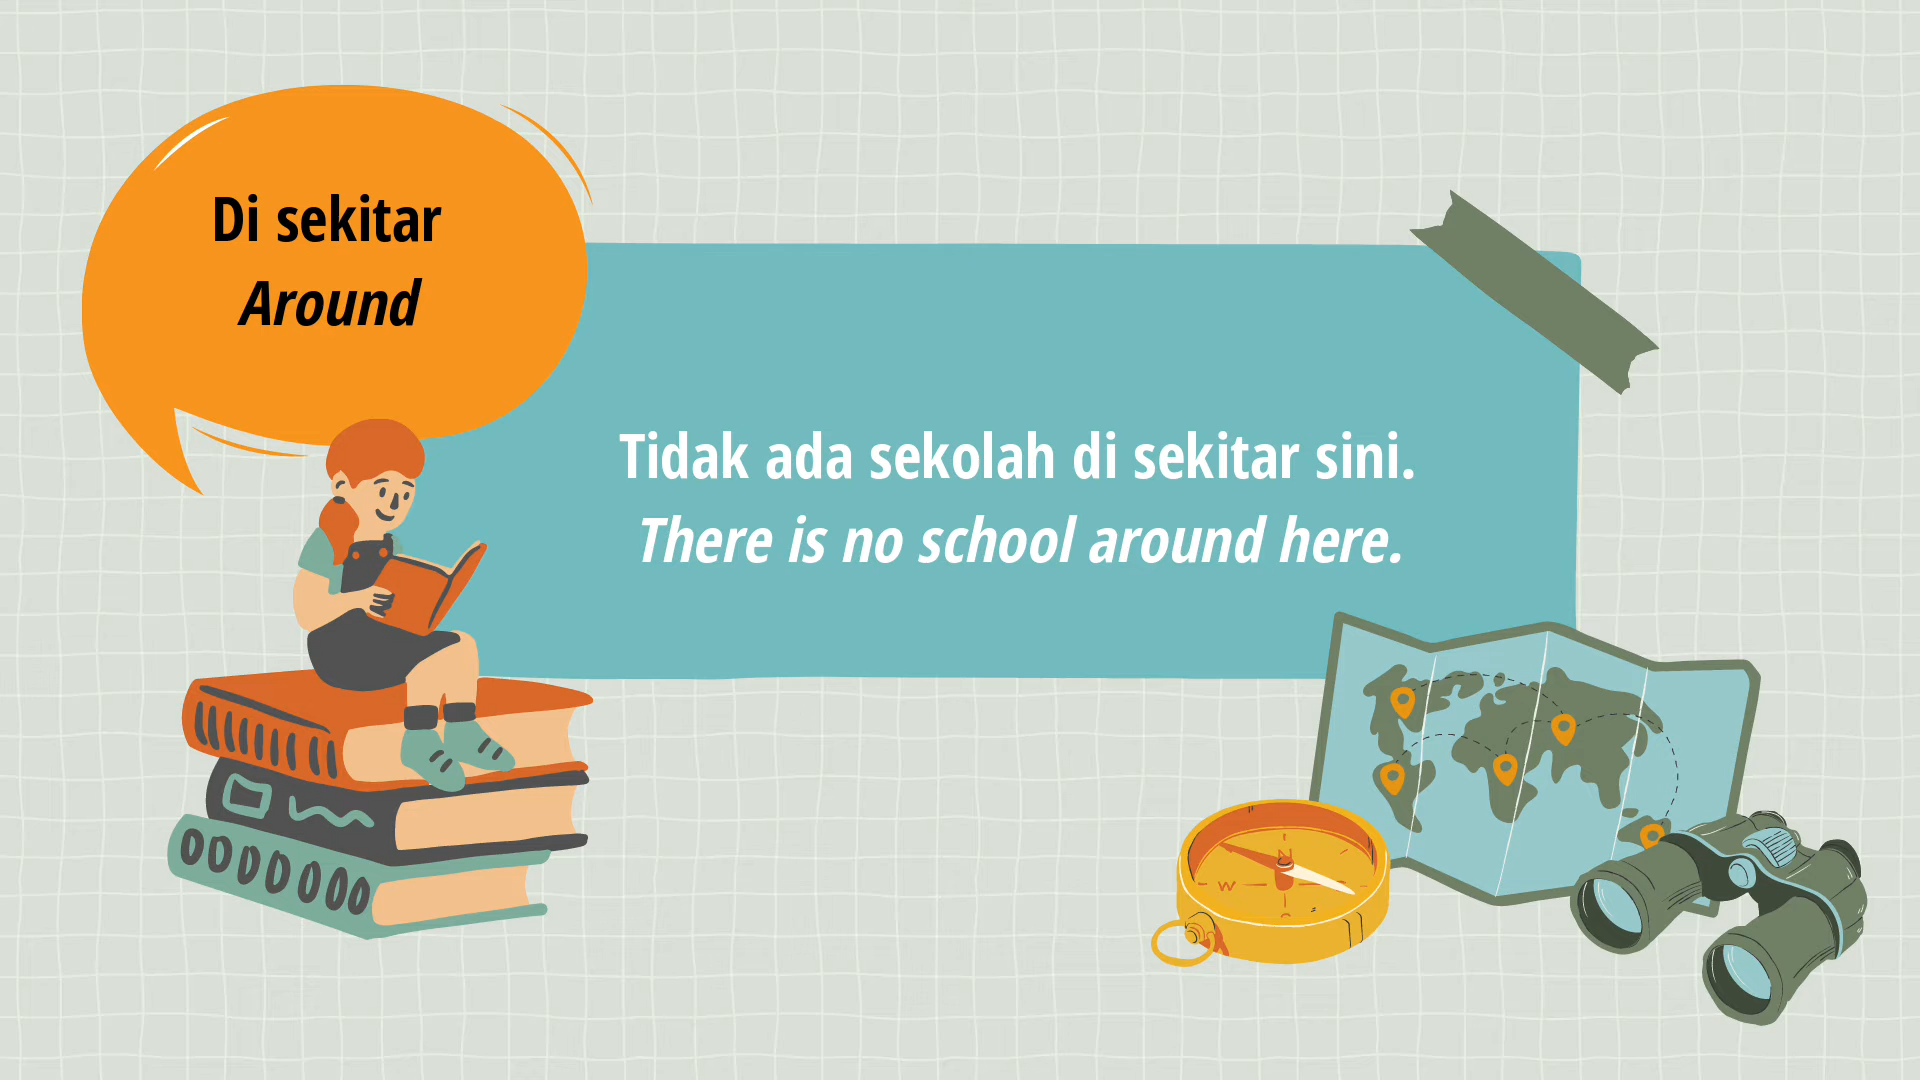 Di sekitar
Around
Tidak ada sekolah di sekitar sini.
There is no school around here.
N
W